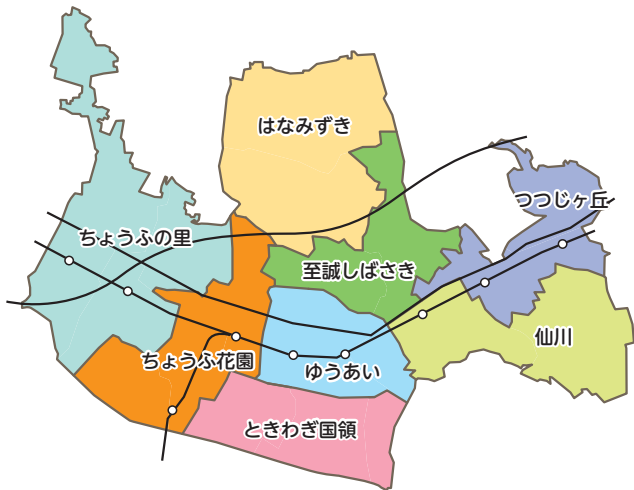 はなみずき
つつじヶ丘
ちょうふの里
至誠しばさき
仙川
ちょうふ花園
ゆうあい
ときわぎ国領